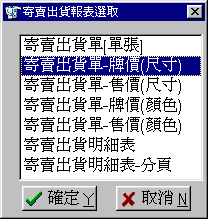 寄賣出貨報表選取
寄賣出貨單[單張]
寄賣出貨單-牌價(尺寸)
寄賣出貨單-售價(尺寸)
寄賣出貨單-牌價(顏色)
寄賣出貨單-售價(顏色)
寄賣出貨明細表
寄賣出貨明細表-分頁
確定 Y
取消 N